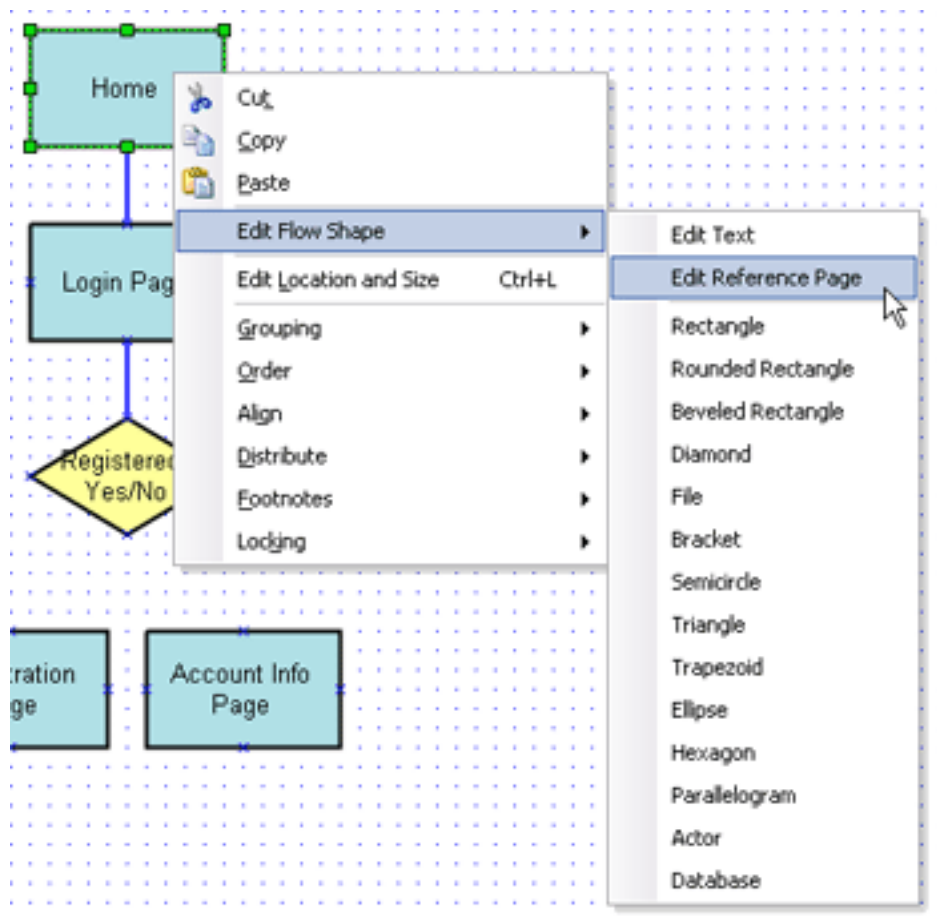 Home
Login Pag
Registered
Yes/No
ration
ge
Account Info
Page
Cut
Copy
Paste
Edit Flow Shape
Edit Location and Size Ctrl+L
Grouping
Order
Align
Distribute
Footnotes
Locking
Edit Text
Edit Reference Page
Rectangle
Rounded Rectangle
Beveled Rectangle
Diamond
File
Bracket
Semicircle
Triangle
Trapezoid
Ellipse
Hexagon
Parallelogram
Actor
Database